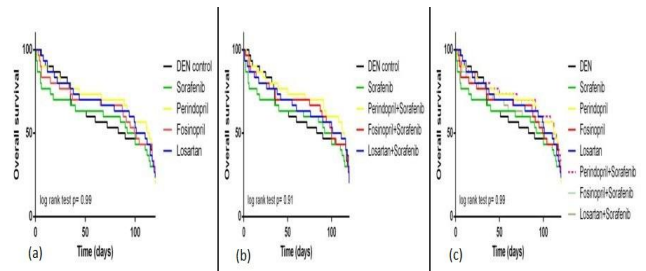 Overall survival
100
50
0
0 50 100
Time (days)
log rank test p= 0.99
DEN control
Sorafenib
Perindopril
Fosinopril
Losartan
(a)
Overall survival
100
50
0
0 50 100
Time (days)
log rank test p= 0.91
DEN control
Sorafenib
Perindopril+Sorafenib
Fosinopril+Sorafenib
Losartan+Sorafenib
(b)
Overall survival
100
50
0
0 50 100
Time (days)
log rank test p= 0.99
DEN
Sorafenib
Perindopril
Fosinopril
Losartan
Perindopril+Sorafenib
Fosinopril+Sorafenib
Losartan+Sorafenib
(c)